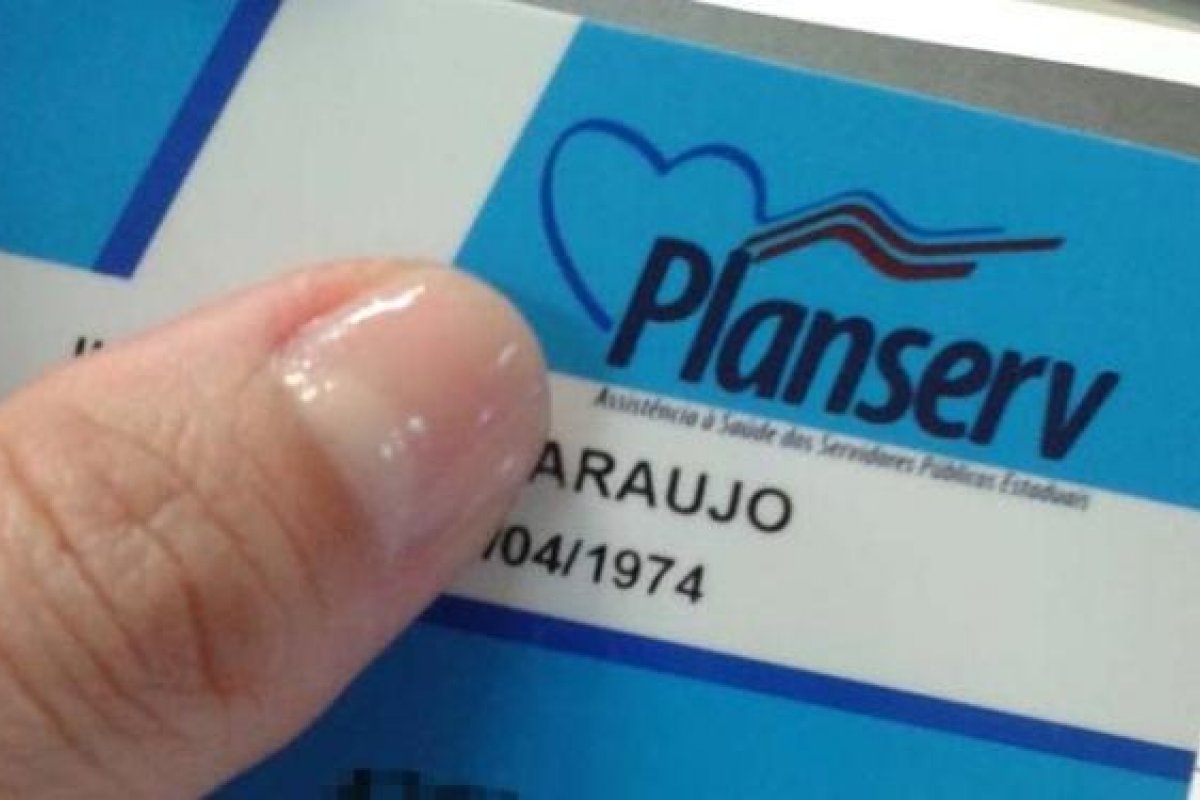 Planserv
Assistência à Saúde dos Servidores Públicos Estaduais
ARAUJO
/04/1974